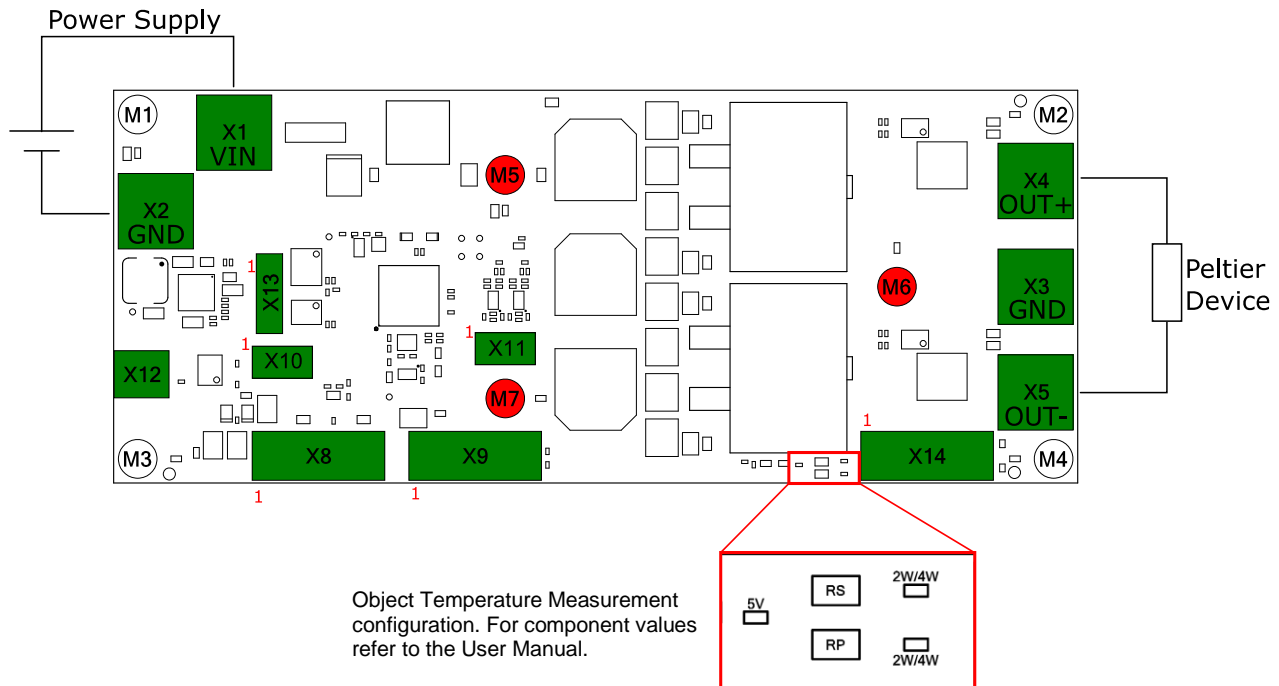 Power Supply
M1
X1
VIN
M2
M5
X4
OUT+
X2
GND
1
X13
M6
X3
GND
Peltier
Device
1
X10
1
X11
X12
M7
X5
OUT-
1
M3
X8
X9
X14
M4
1
1
Object Temperature Measurement
configuration. For component values
refer to the User Manual.
5V
RS
2W/4W
RP
2W/4W